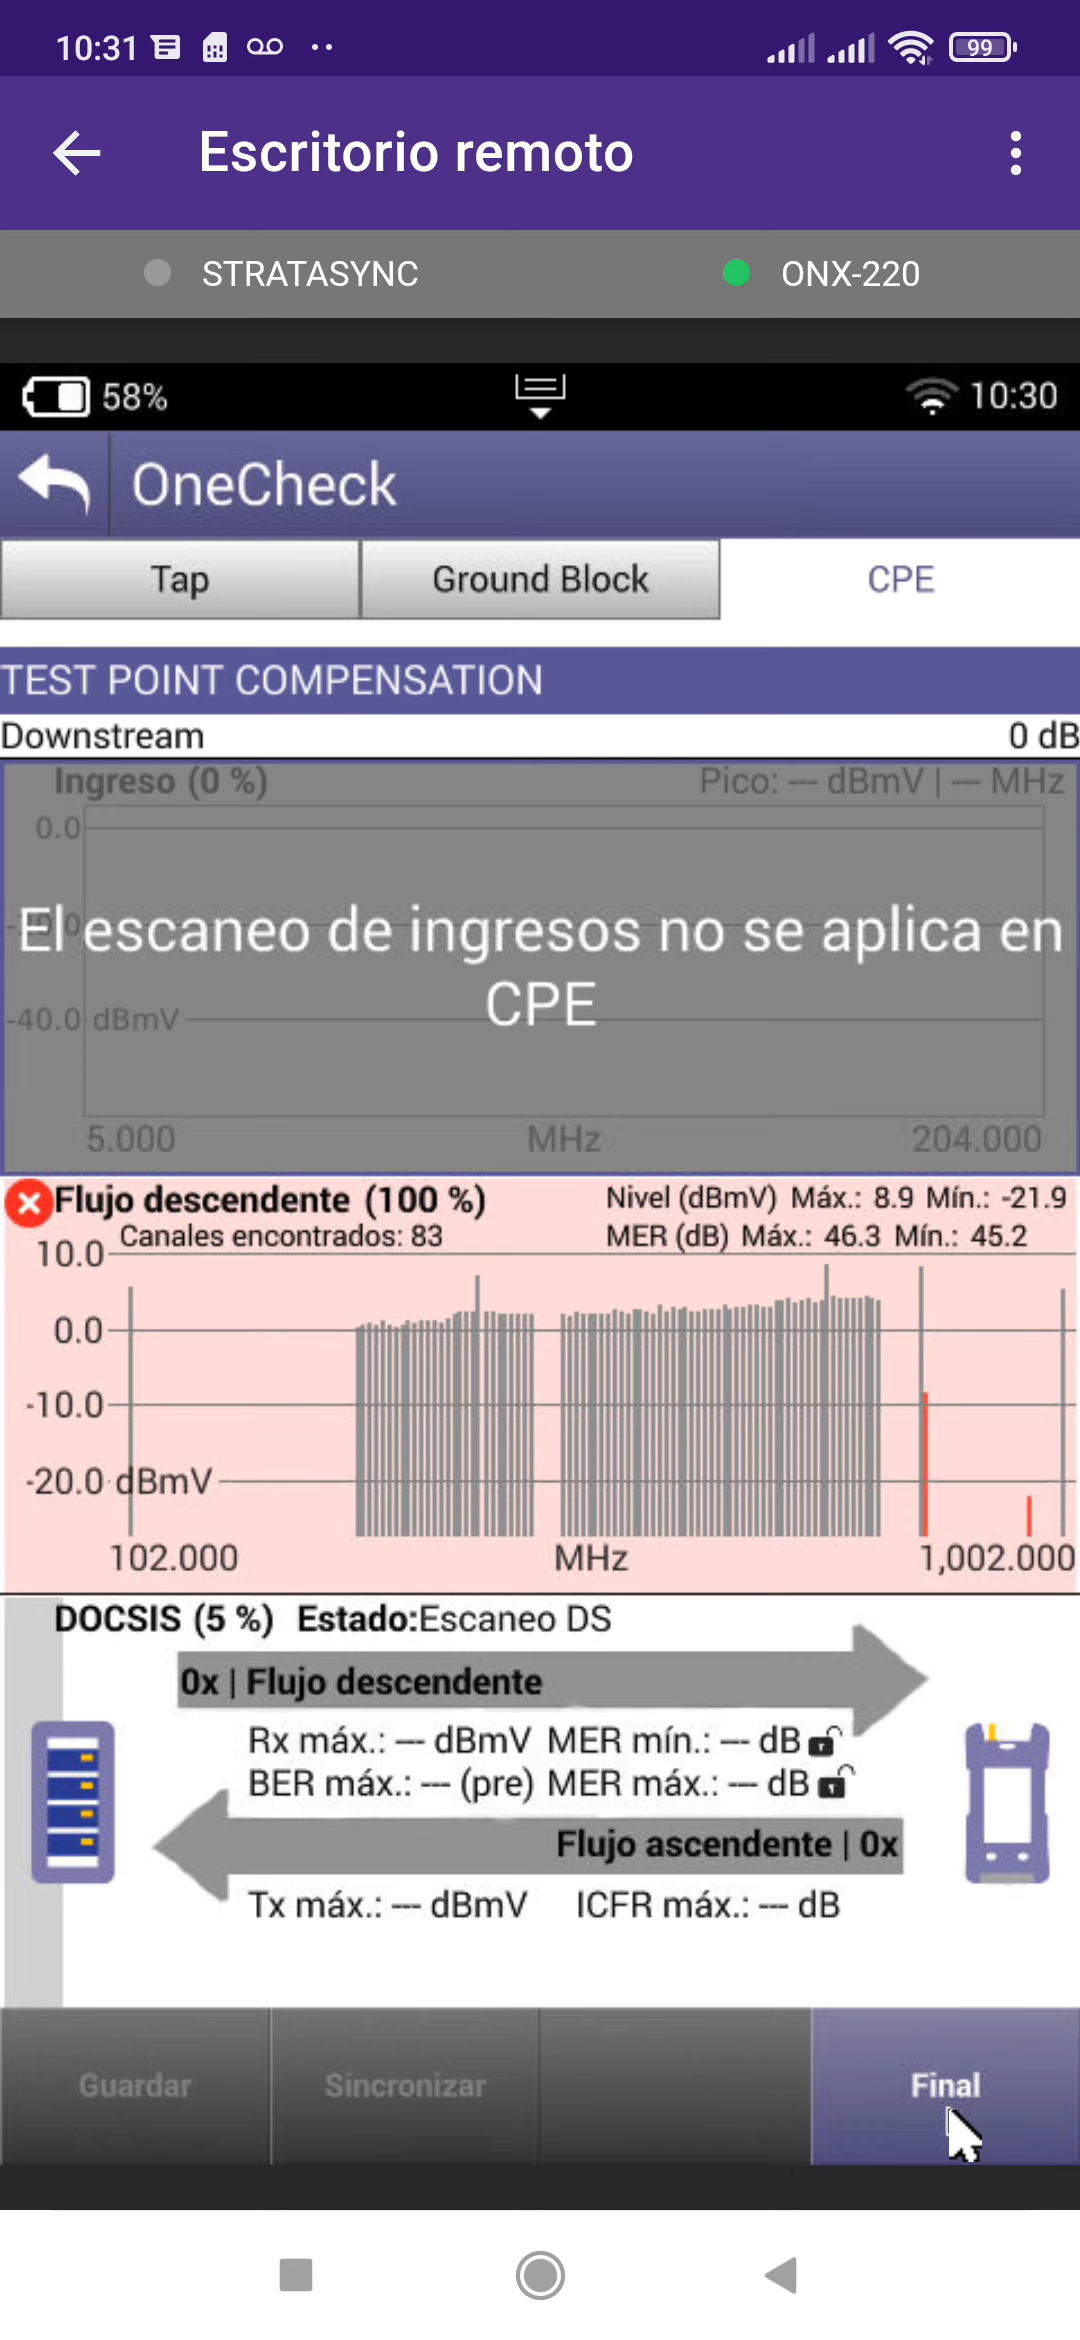 10:31
99
Escritorio remoto
STRATASYNC
ONX-220
58%
10:30
OneCheck
Tap
Ground Block
CPE
TEST POINT COMPENSATION
Downstream 0 dB
Ingreso (0 %) Pico: --- dBmV | --- MHz
0.0
El escaneo de ingresos no se aplica en
CPE
-40.0 dBmV
5.000 MHz 204.000
Flujo descendente (100 %) Nivel (dBmV) Máx.: 8.9 Mín.: -21.9
Canales encontrados: 83 MER (dB) Máx.: 46.3 Mín.: 45.2
10.0
0.0
-10.0
-20.0 dBmV
102.000 MHz 1,002.000
DOCSIS (5 %) Estado:Escaneo DS
0x | Flujo descendente
Rx máx.: --- dBmV MER mín.: --- dB
BER máx.: --- (pre) MER máx.: --- dB
Flujo ascendente | 0x
Tx máx.: --- dBmV ICFR máx.: --- dB
Guardar
Sincronizar
Final